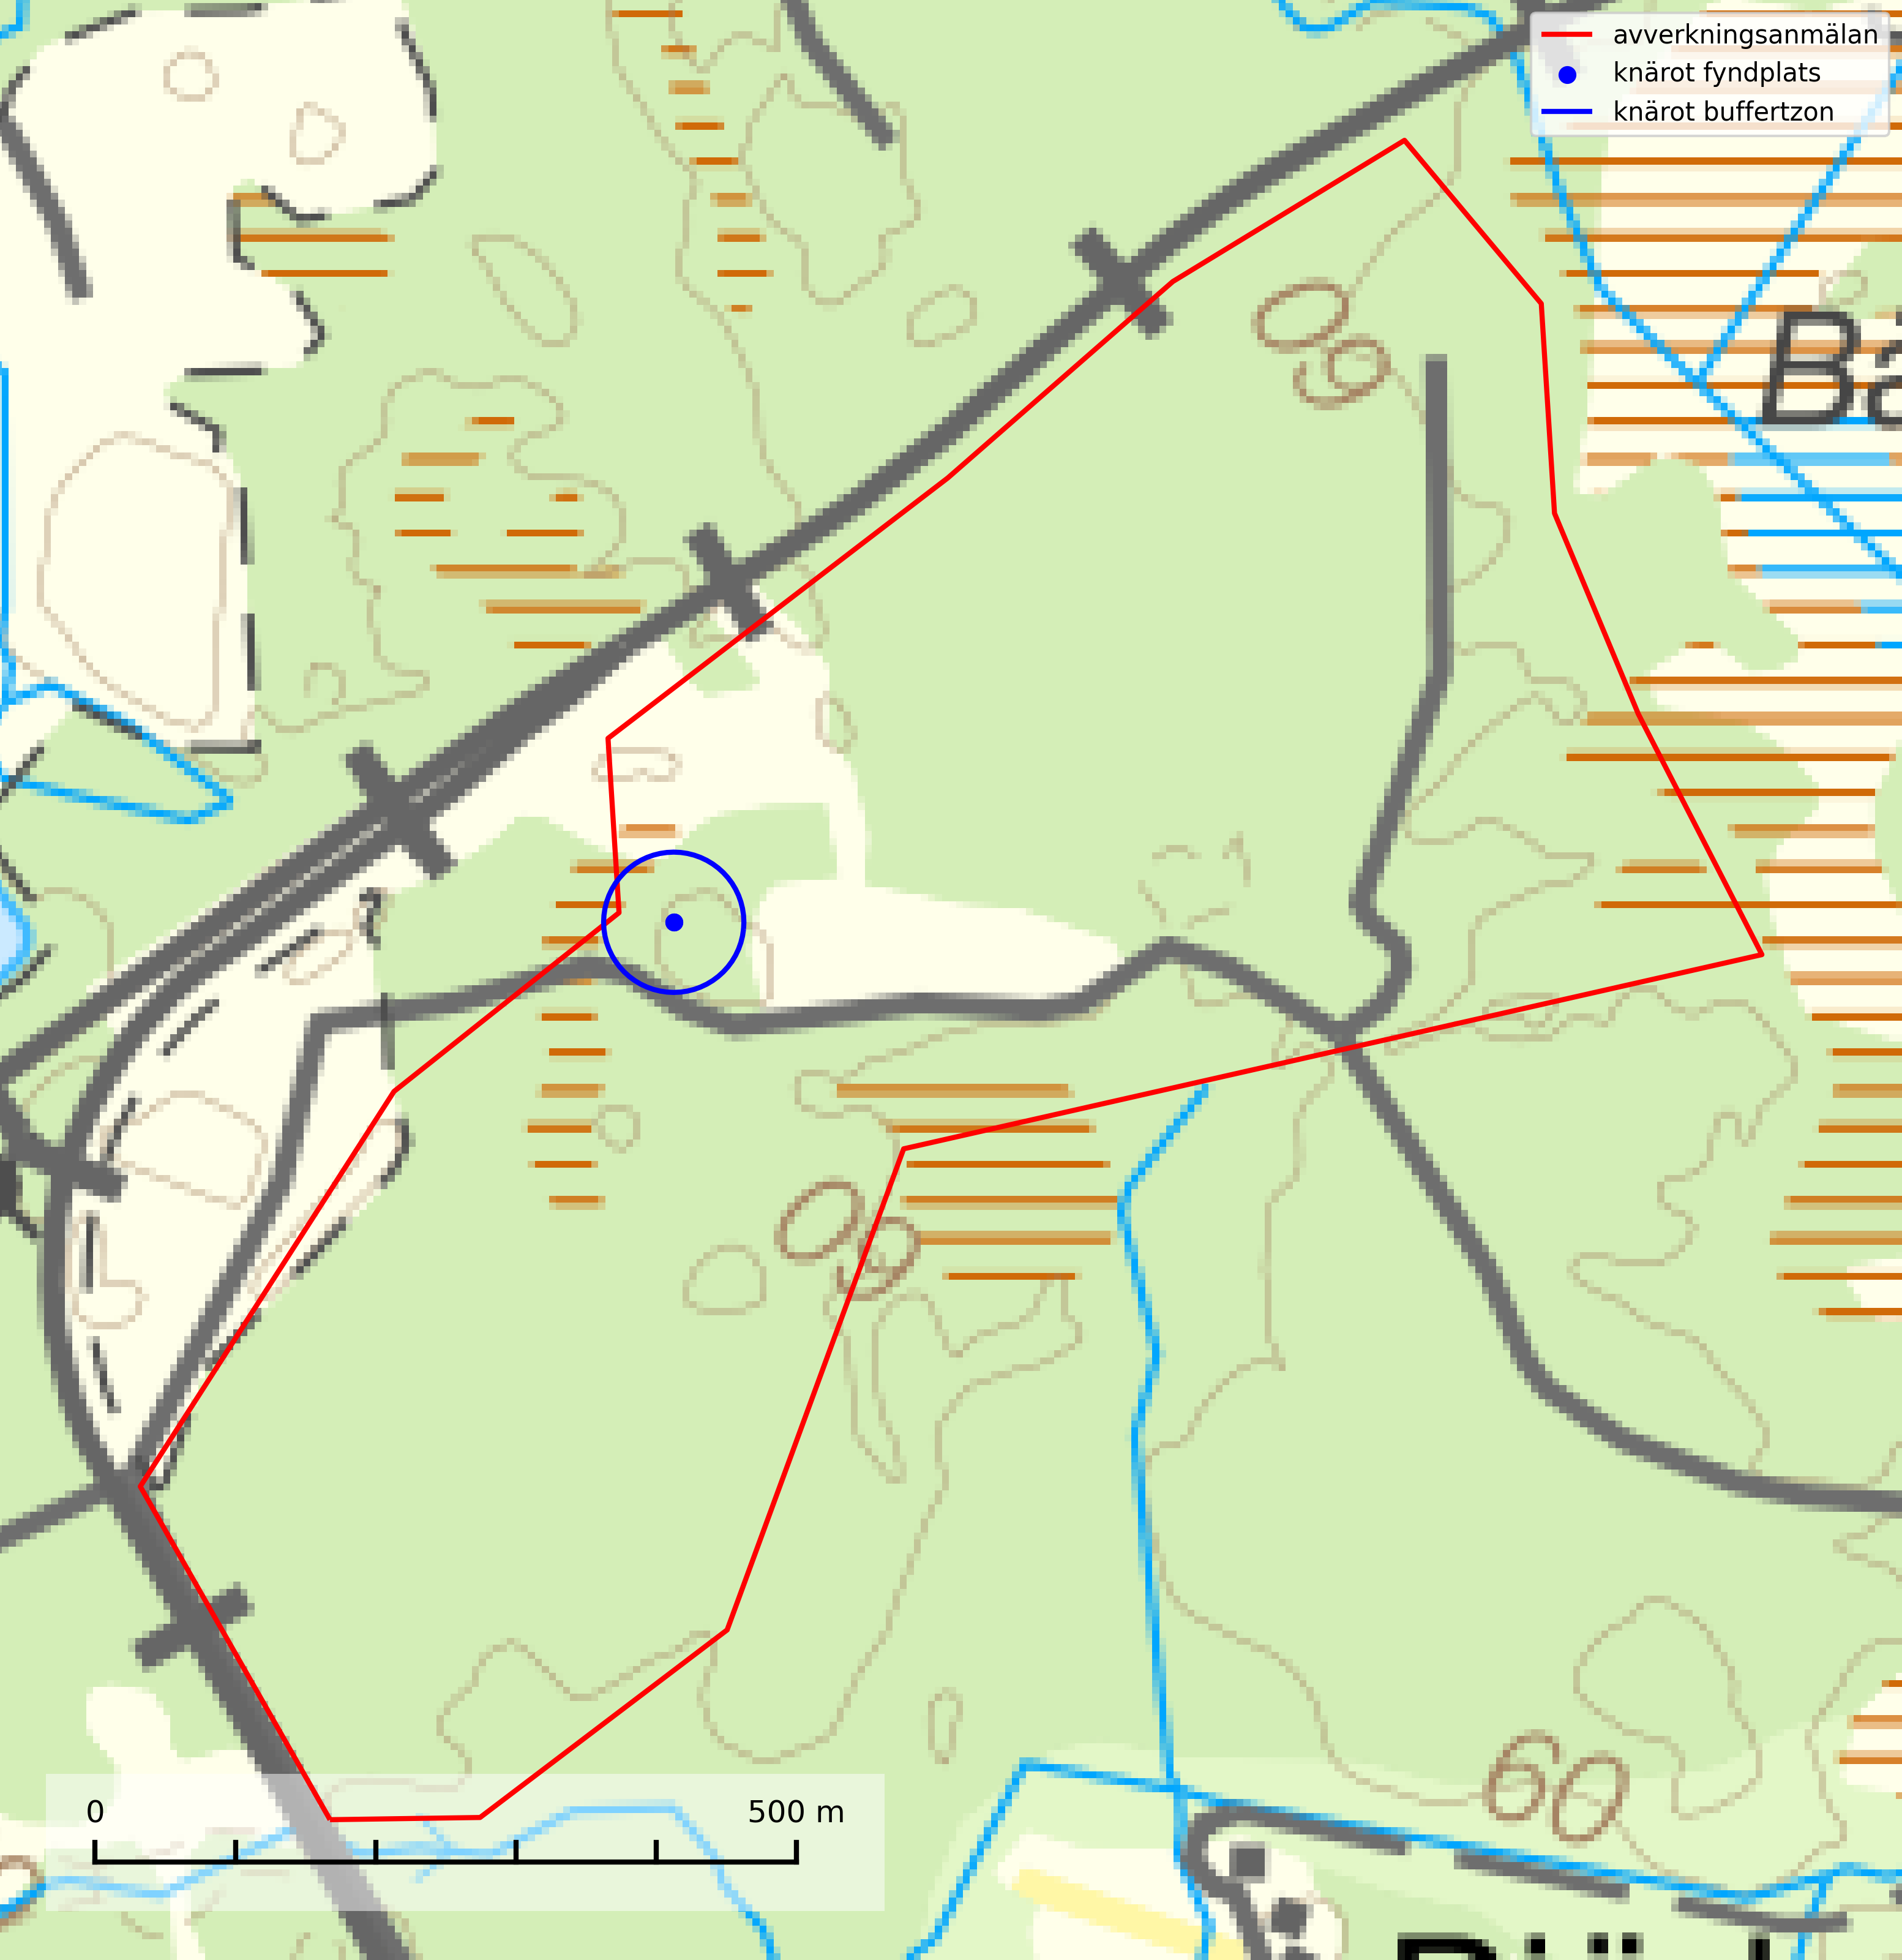 avverkningsanmälan
knärot fyndplats
knärot buffertzon
60
60
60
0 500 m